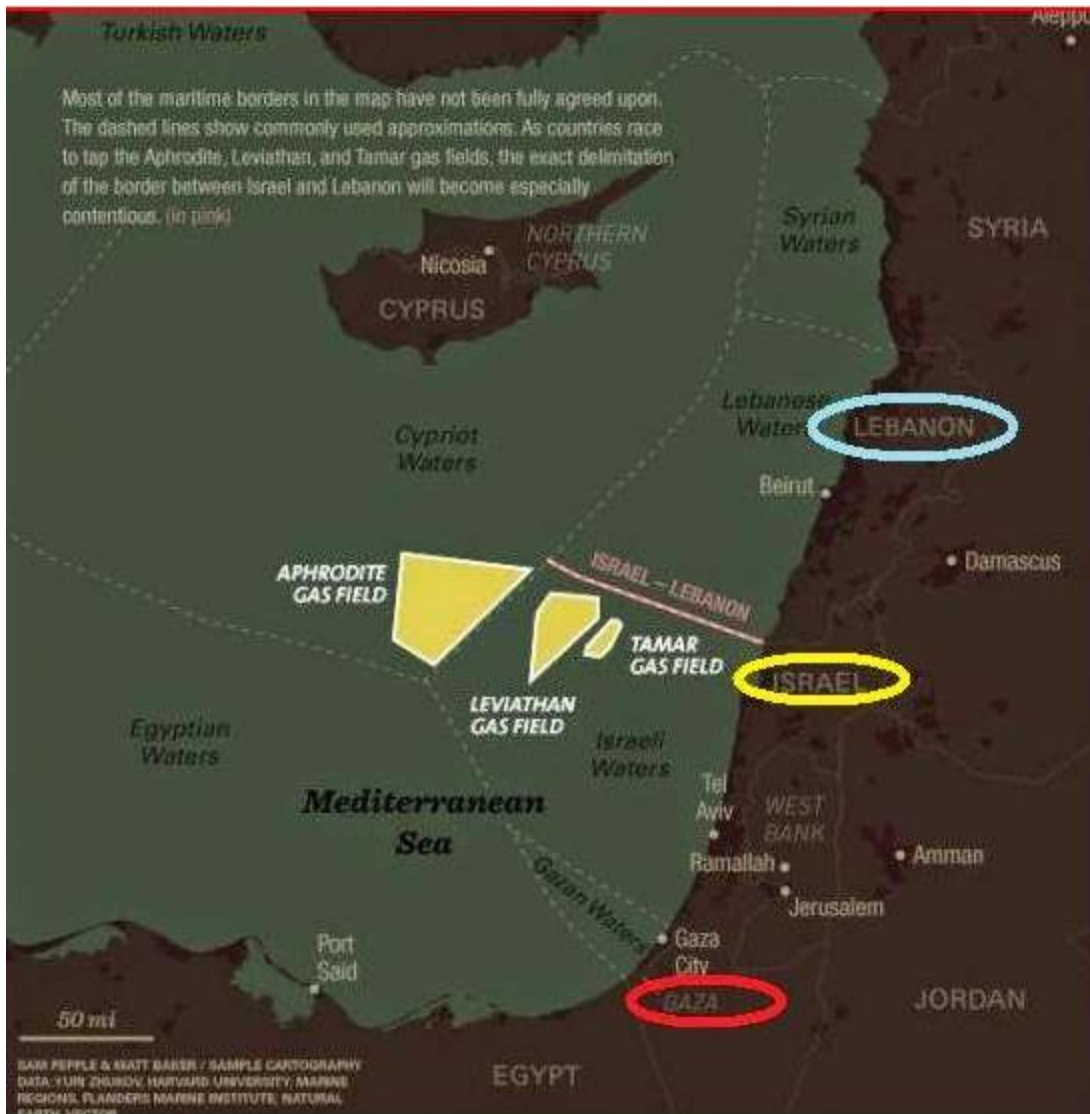 Turkish Waters
Aleppo
Most of the maritime borders in the map have not been fully agreed upon.
The dashed lines show commonly used approximations. As countries race
to tap the Aphrodite, Leviathan, and Tamar gas fields, the exact delimitation
of the border between Israel and Lebanon will become especially
contentious. (in pink)
Syrian
Waters
SYRIA
NORTHERN
CYPRUS
Nicosia
CYPRUS
Lebanese
Waters
LEBANON
Cypriot
Waters
Beirut
Damascus
ISRAEL – LEBANON
APHRODITE
GAS FIELD
TAMAR
GAS FIELD
ISRAEL
LEVIATHAN
GAS FIELD
Egyptian
Waters
Israeli
Waters
Mediterranean
Sea
Tel
Aviv
WEST
BANK
Ramallah
Amman
Jerusalem
Gazan Waters
Gaza
City
GAZA
Port
Said
JORDAN
50 mi
EGYPT
SAM PEPPLE & MATT BAKER / SAMPLE CARTOGRAPHY
DATA: YURI ZHUKOV, HARVARD UNIVERSITY, MARINE
REGIONS, FLANDERS MARINE INSTITUTE, NATURAL
EARTH, VECTOR